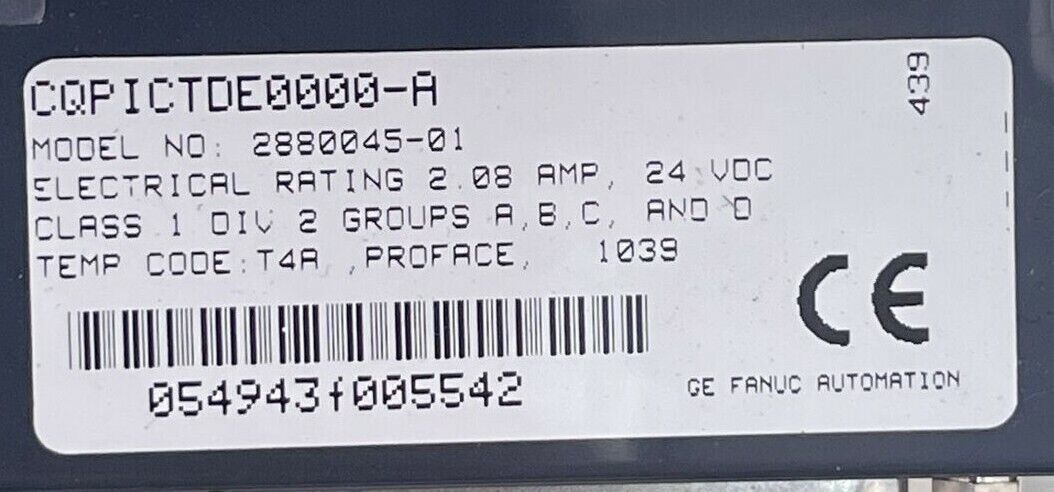 CQPICTDE0000-A
439
MODEL NO: 2880045-01
ELECTRICAL RATING 2.08 AMP, 24 VDC
CLASS 1 DIV 2 GROUPS A,B,C, AND D
TEMP CODE:T4A ,PROFACE, 1039
CE
054943f005542
GE FANUC AUTOMATION